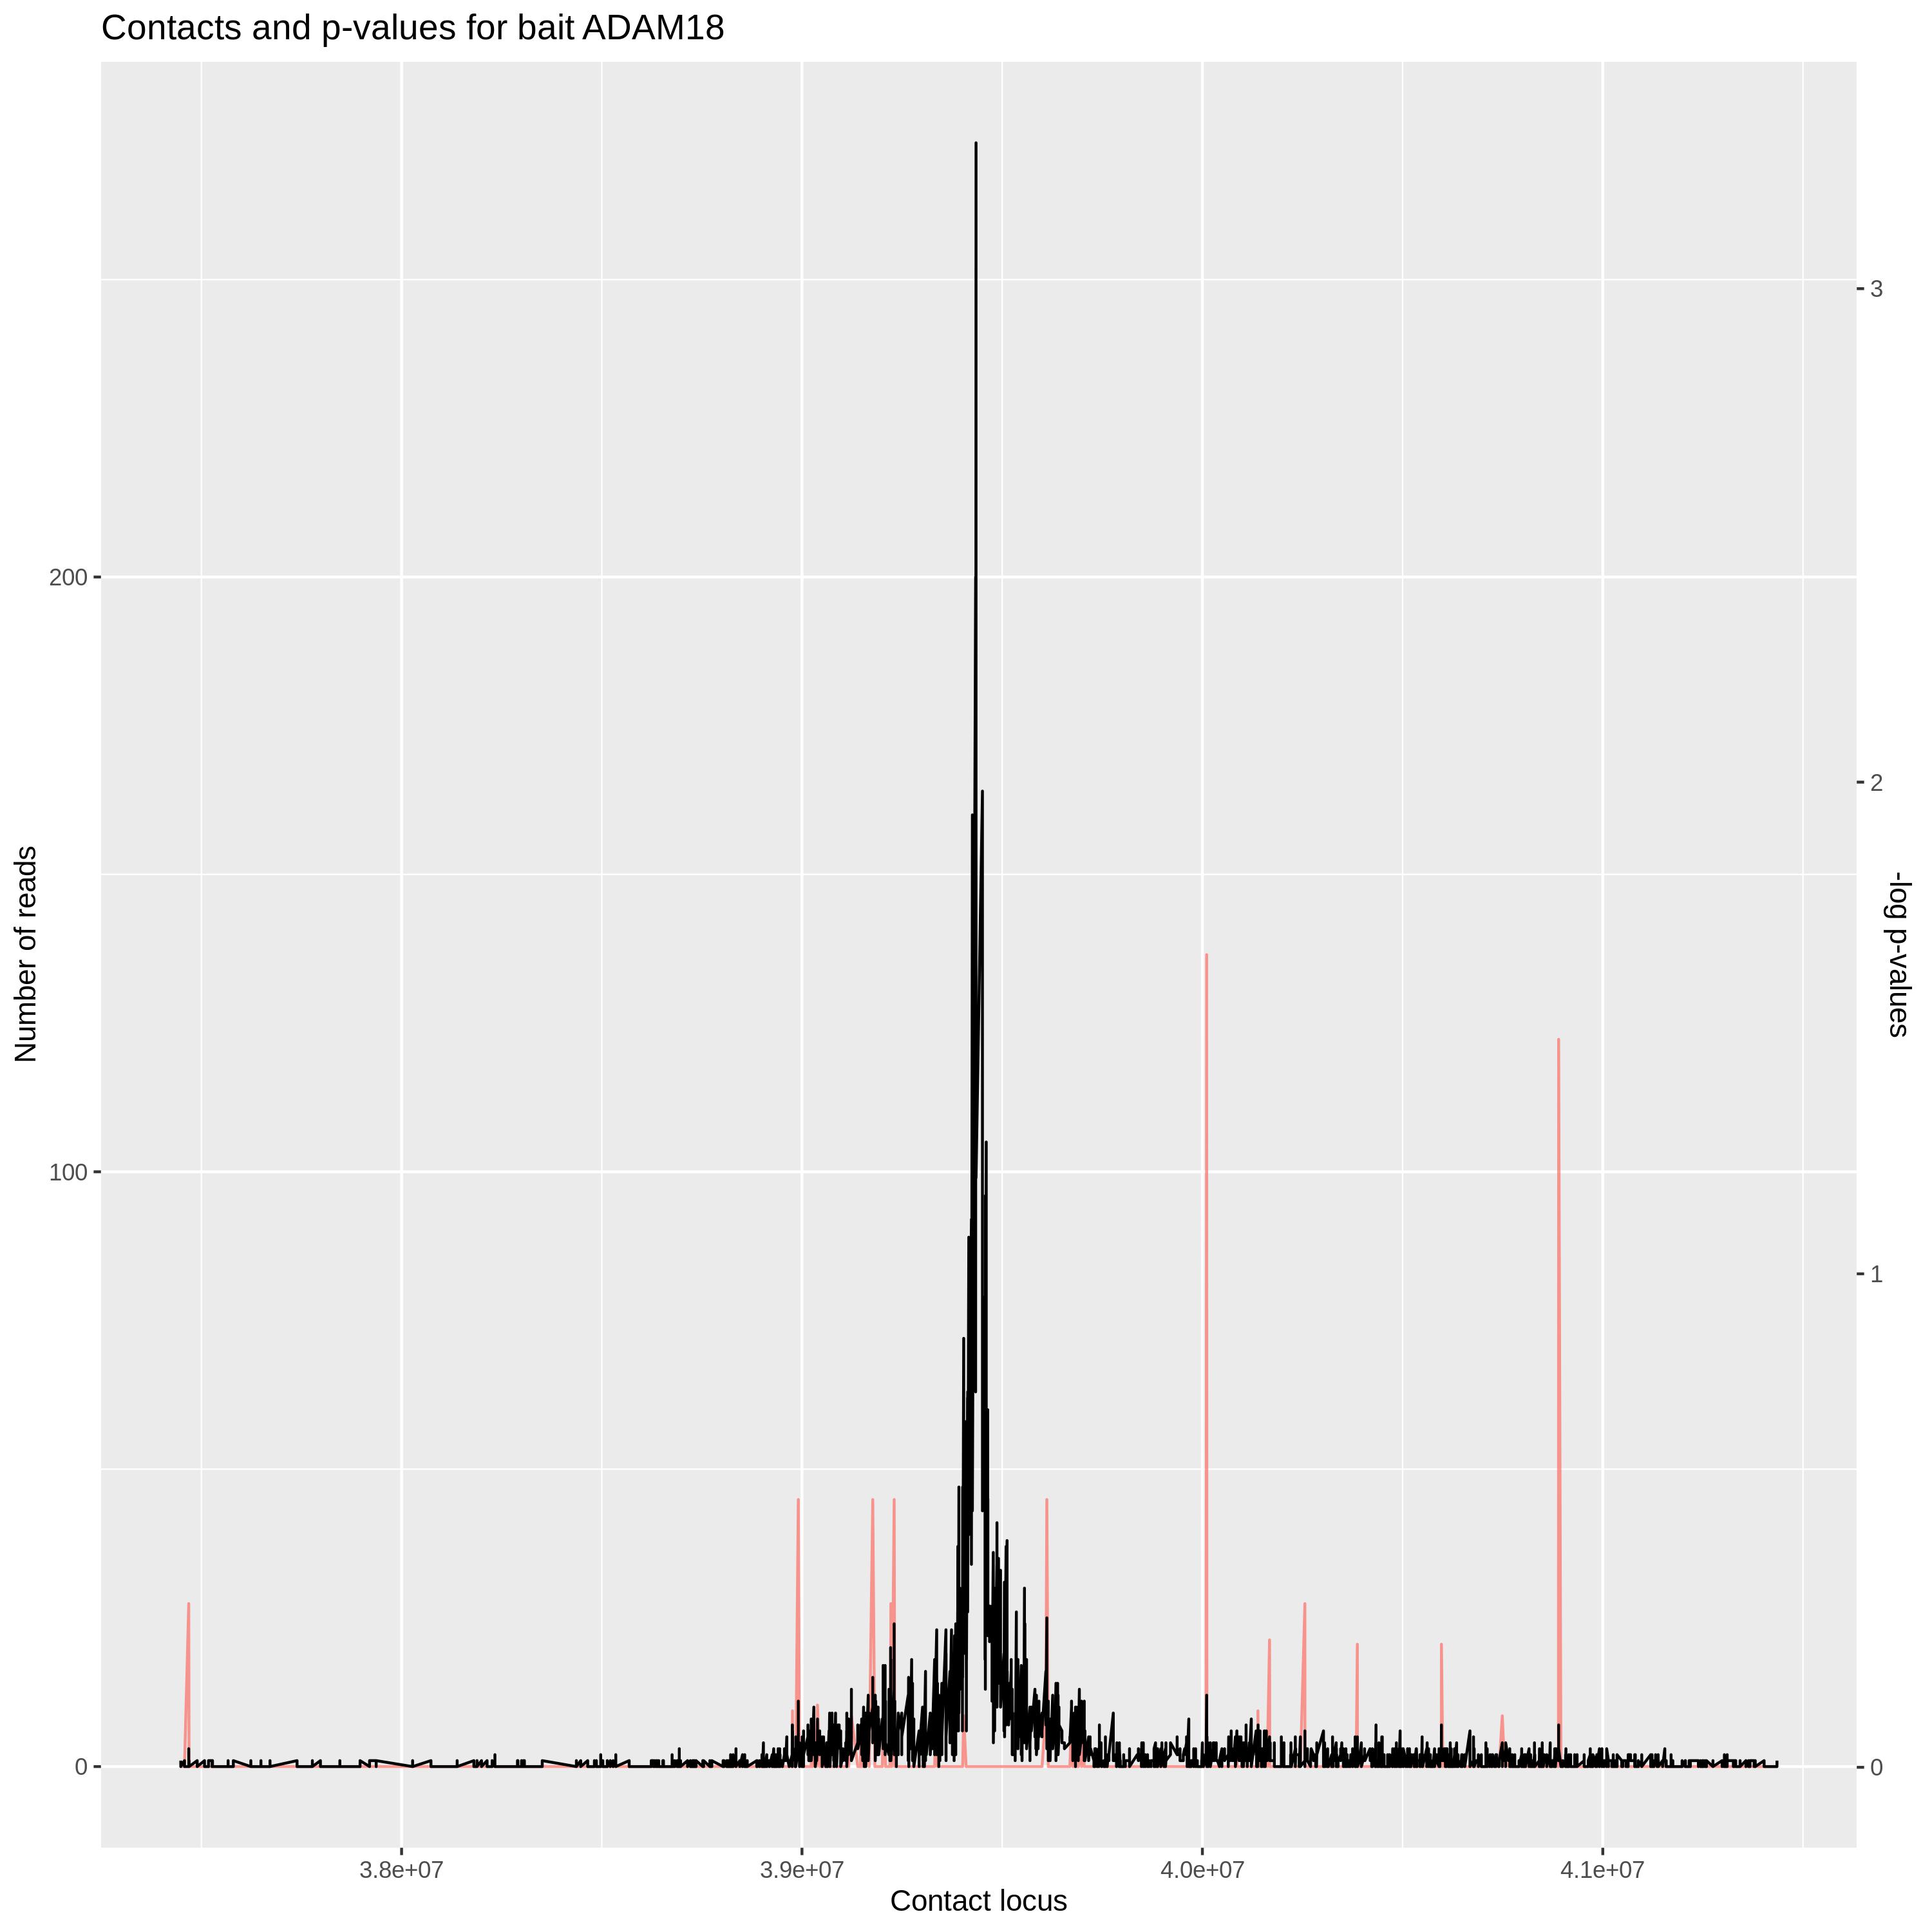 Contacts and p-values for bait ADAM18
Number of reads
200
100
0
3
2
1
0
-log p-values
3.8e+07
3.9e+07
4.0e+07
4.1e+07
Contact locus